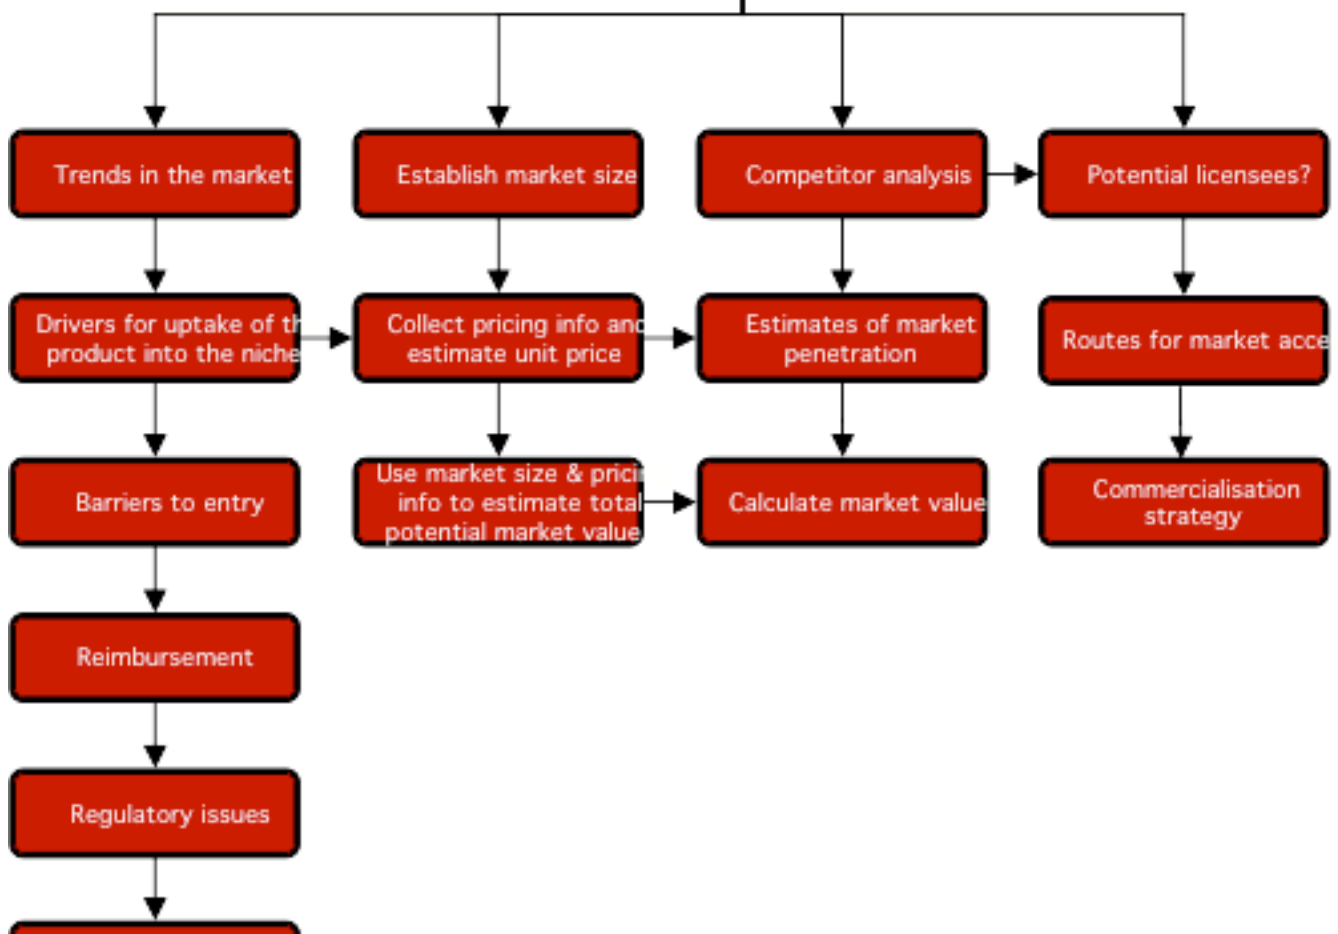 Trends in the market
Establish market size
Competitor analysis
Potential licensees?
Drivers for uptake of th
product into the niche
Collect pricing info and
estimate unit price
Estimates of market
penetration
Routes for market acce
Barriers to entry
Use market size & pricin
info to estimate total
potential market value
Calculate market value
Commercialisation
strategy
Reimbursement
Regulatory issues